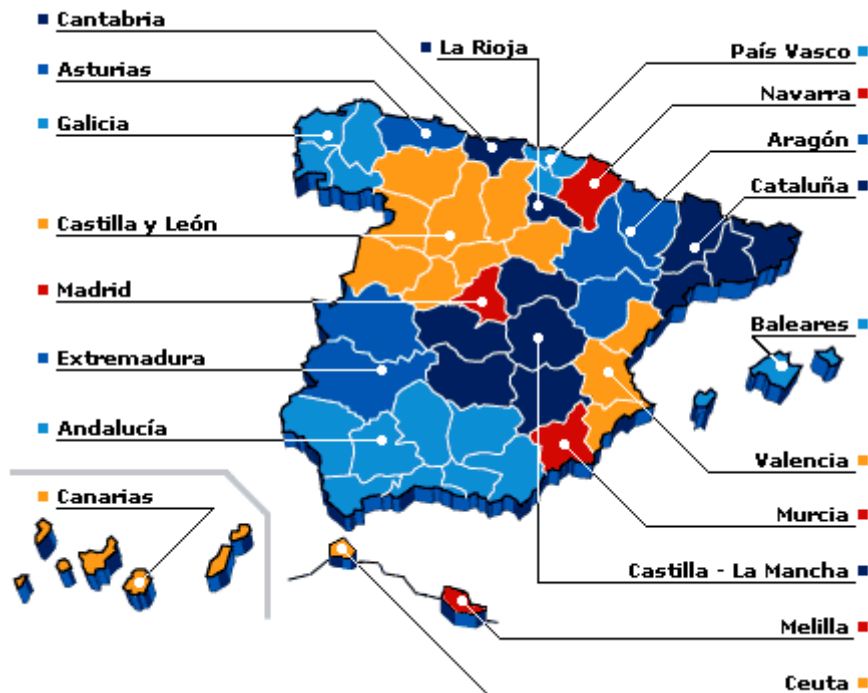 Cantabria
Asturias
Galicia
Castilla y León
Madrid
Extremadura
Andalucía
Canarias
La Rioja
País Vasco
Navarra
Aragón
Cataluña
Baleares
Valencia
Murcia
Castilla - La Mancha
Melilla
Ceuta